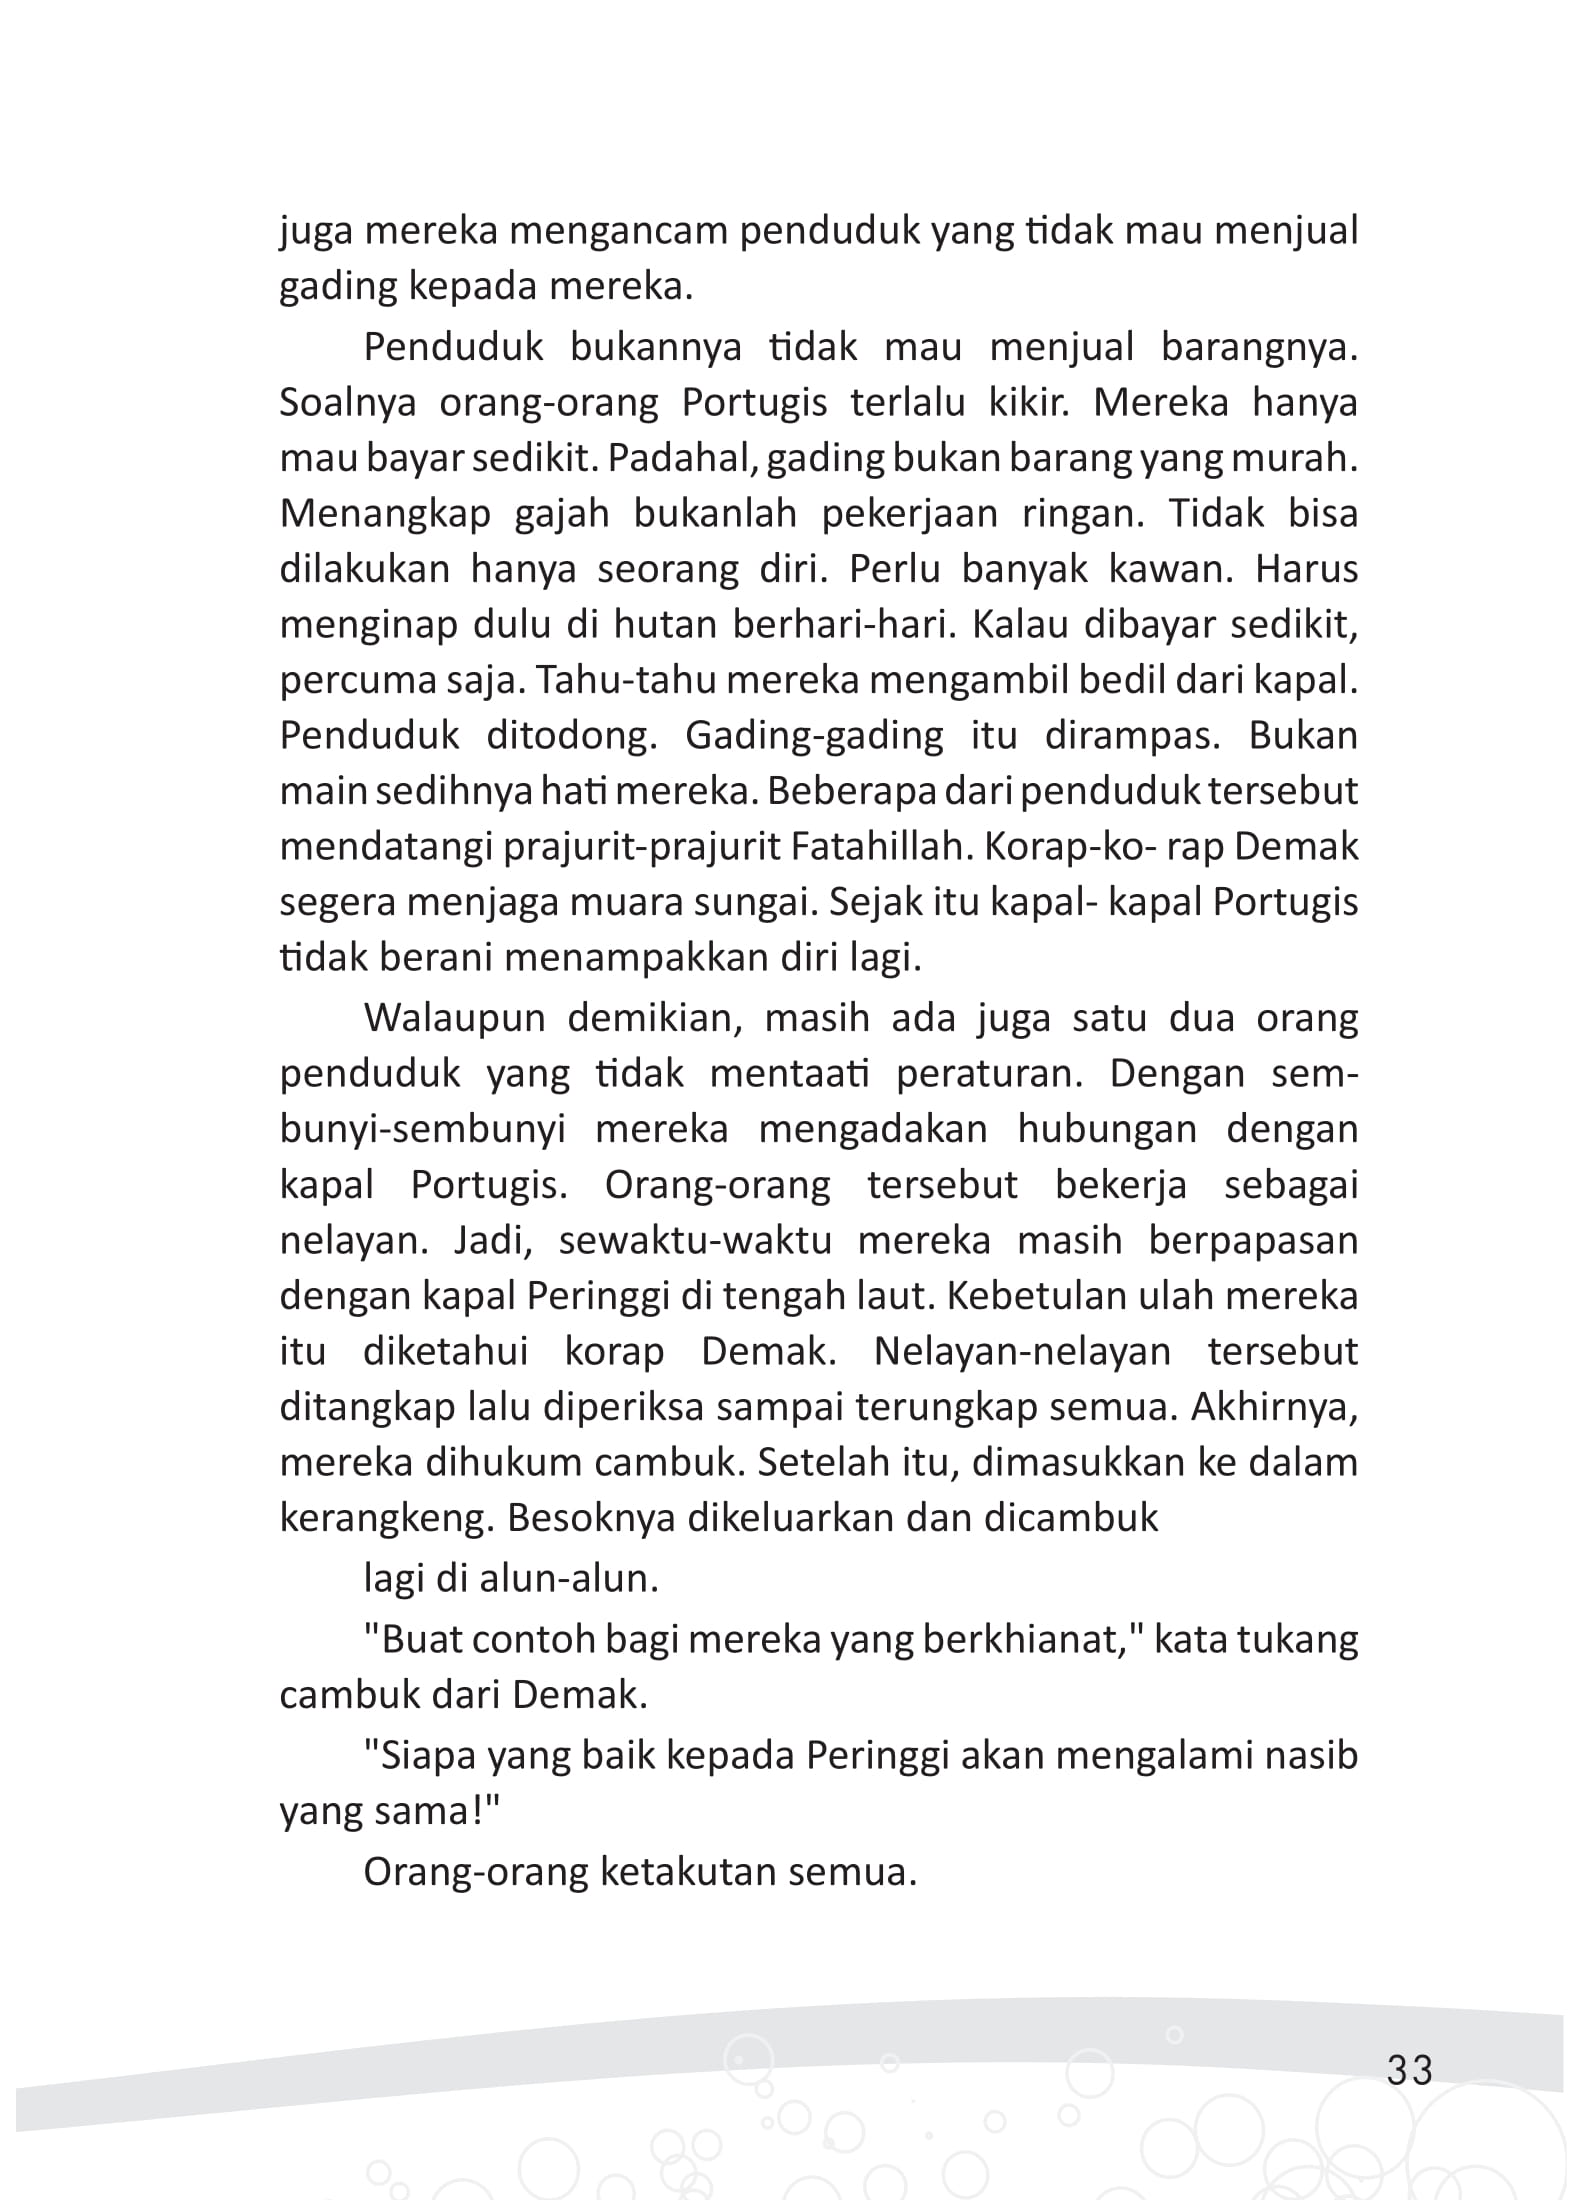 juga mereka mengancam penduduk yang tidak mau menjual
gading kepada mereka.
Penduduk bukannya tidak mau menjual barangnya.
Soalnya orang-orang Portugis terlalu kikir. Mereka hanya
mau bayar sedikit. Padahal, gading bukan barang yang murah.
Menangkap gajah bukanlah pekerjaan ringan. Tidak bisa
dilakukan hanya seorang diri. Perlu banyak kawan. Harus
menginap dulu di hutan berhari-hari. Kalau dibayar sedikit,
percuma saja. Tahu-tahu mereka mengambil bedil dari kapal.
Penduduk ditodong. Gading-gading itu dirampas. Bukan
main sedihnya hati mereka. Beberapa dari penduduk tersebut
mendatangi prajurit-prajurit Fatahillah. Korap-ko- rap Demak
segera menjaga muara sungai. Sejak itu kapal- kapal Portugis
tidak berani menampakkan diri lagi.
Walaupun demikian, masih ada juga satu dua orang
penduduk yang tidak mentaati peraturan. Dengan sem-
bunyi-sembunyi mereka mengadakan hubungan dengan
kapal Portugis. Orang-orang tersebut bekerja sebagai
nelayan. Jadi, sewaktu-waktu mereka masih berpapasan
dengan kapal Peringgi di tengah laut. Kebetulan ulah mereka
itu diketahui korap Demak. Nelayan-nelayan tersebut
ditangkap lalu diperiksa sampai terungkap semua. Akhirnya,
mereka dihukum cambuk. Setelah itu, dimasukkan ke dalam
kerangkeng. Besoknya dikeluarkan dan dicambuk
lagi di alun-alun.
"Buat contoh bagi mereka yang berkhianat," kata tukang
cambuk dari Demak.
"Siapa yang baik kepada Peringgi akan mengalami nasib
yang sama!"
Orang-orang ketakutan semua.
33